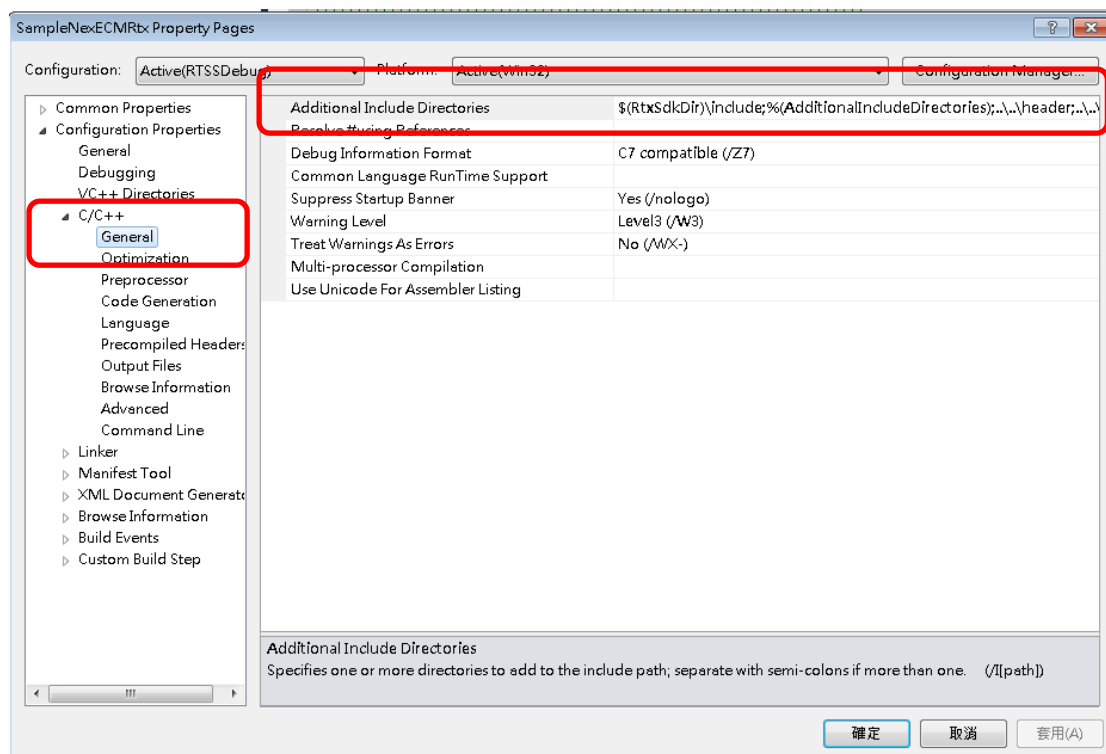 SampleNexECMRtx Property Pages
Configuration: Active(RTSSDebug) Platform: Active(Win32) Configuration Manager...
Common Properties
Configuration Properties
General
Debugging
VC++ Directories
C/C++
General
Optimization
Preprocessor
Code Generation
Language
Precompiled Header
Output Files
Browse Information
Advanced
Command Line
Linker
Manifest Tool
XML Document Generat
Browse Information
Build Events
Custom Build Step
Additional Include Directories $(RtxSdkDir)\include;%(AdditionalIncludeDirectories);..\..\header;..\..\
Resolve #using References
Debug Information Format C7 compatible (/Z7)
Common Language RunTime Support
Suppress Startup Banner Yes (/nologo)
Warning Level Level3 (/W3)
Treat Warnings As Errors No (/WX-)
Multi-processor Compilation
Use Unicode For Assembler Listing
Additional Include Directories
Specifies one or more directories to add to the include path; separate with semi-colons if more than one. (/I[path])
確定 取消 套用(A)